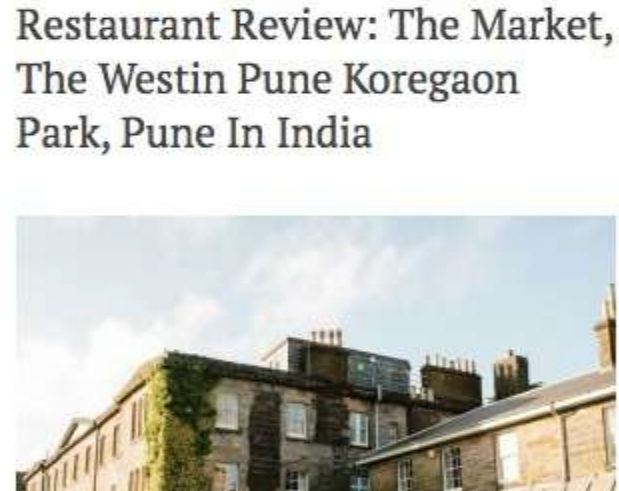 Restaurant Review: The Market,
The Westin Pune Koregaon
Park, Pune In India